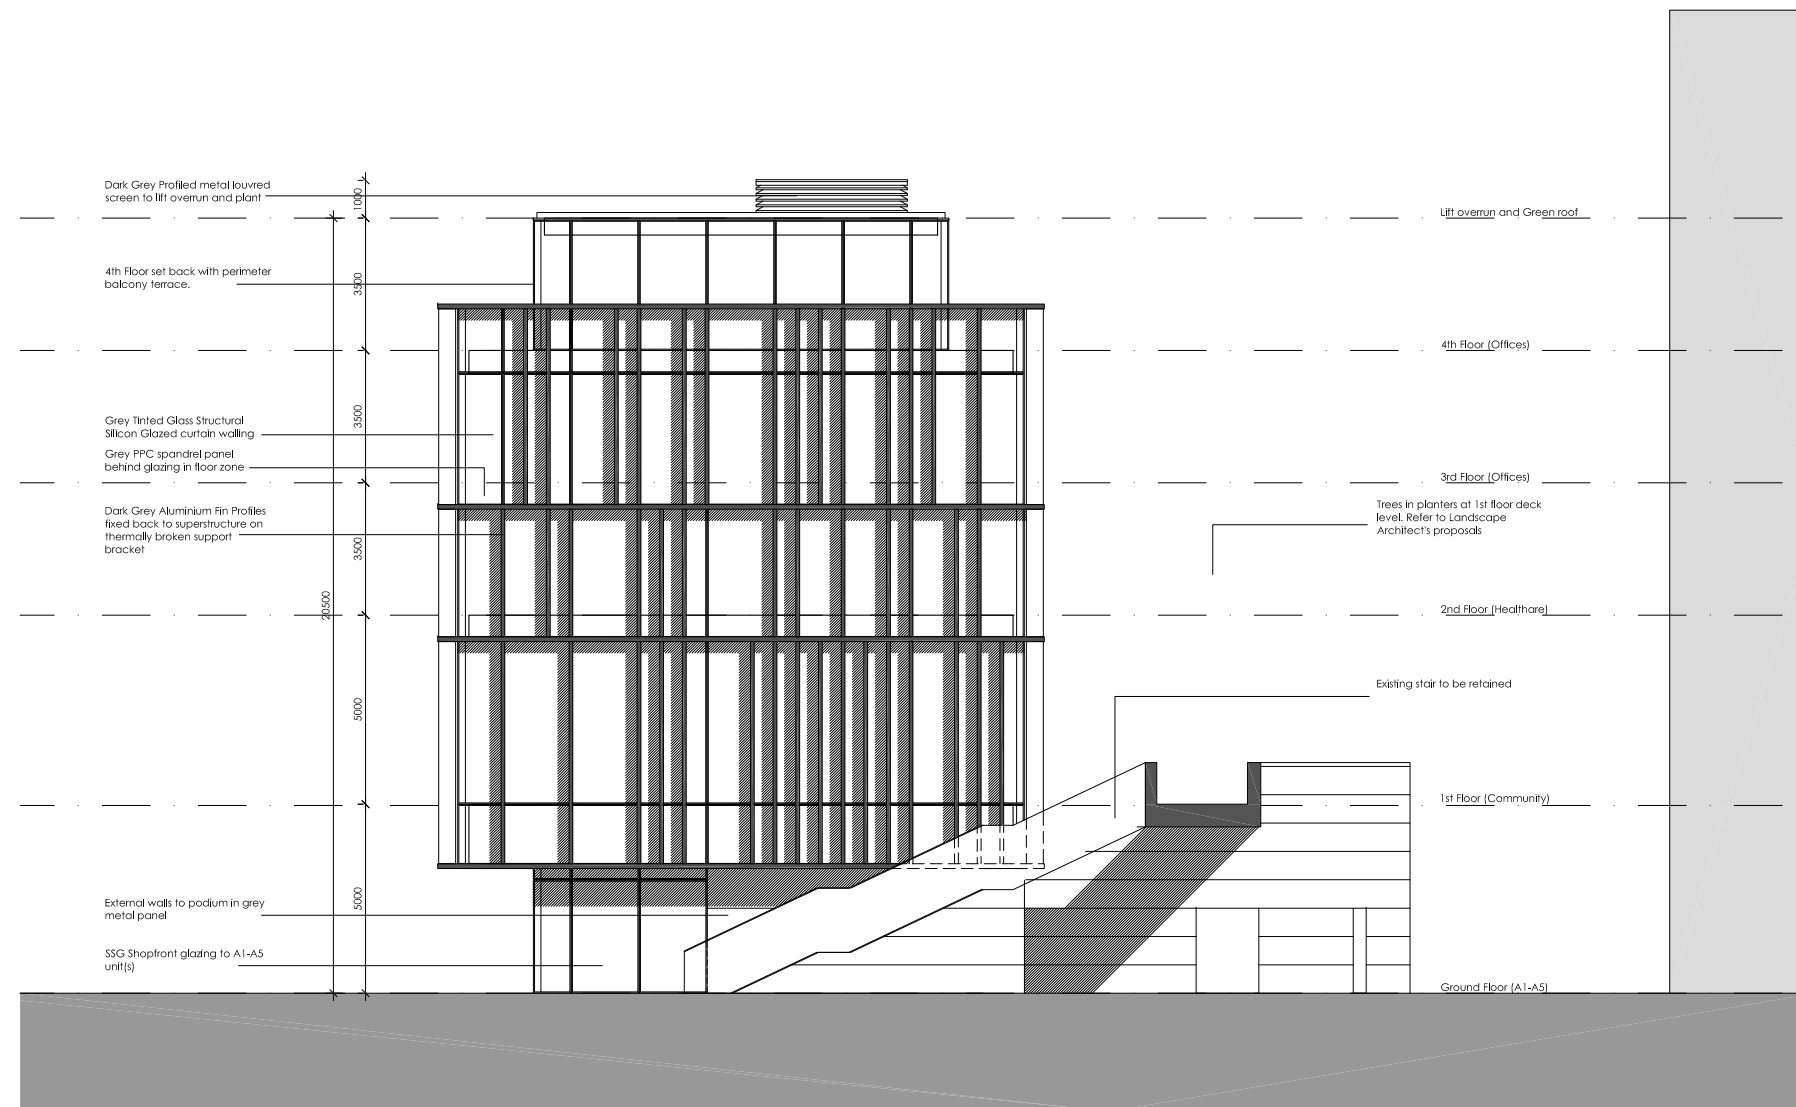 Dark Grey Profiled metal louvred
screen to lift overrun and plant
4th Floor set back with perimeter
balcony terrace.
Grey Tinted Glass Structural
Silicon Glazed curtain walling
Grey PPC spandrel panel
behind glazing in floor zone
Dark Grey Aluminium Fin Profiles
fixed back to superstructure on
thermally broken support
bracket
External walls to podium in grey
metal panel
SSG Shopfront glazing to A1-A5
unit(s)
20500
1000
3500
3500
3500
5000
5000
Lift overrun and Green roof
4th Floor (Offices)
3rd Floor (Offices)
Trees in planters at 1st floor deck
level. Refer to Landscape
Architect's proposals
2nd Floor (Healthare)
Existing stair to be retained
1st Floor (Community)
Ground Floor (A1-A5)